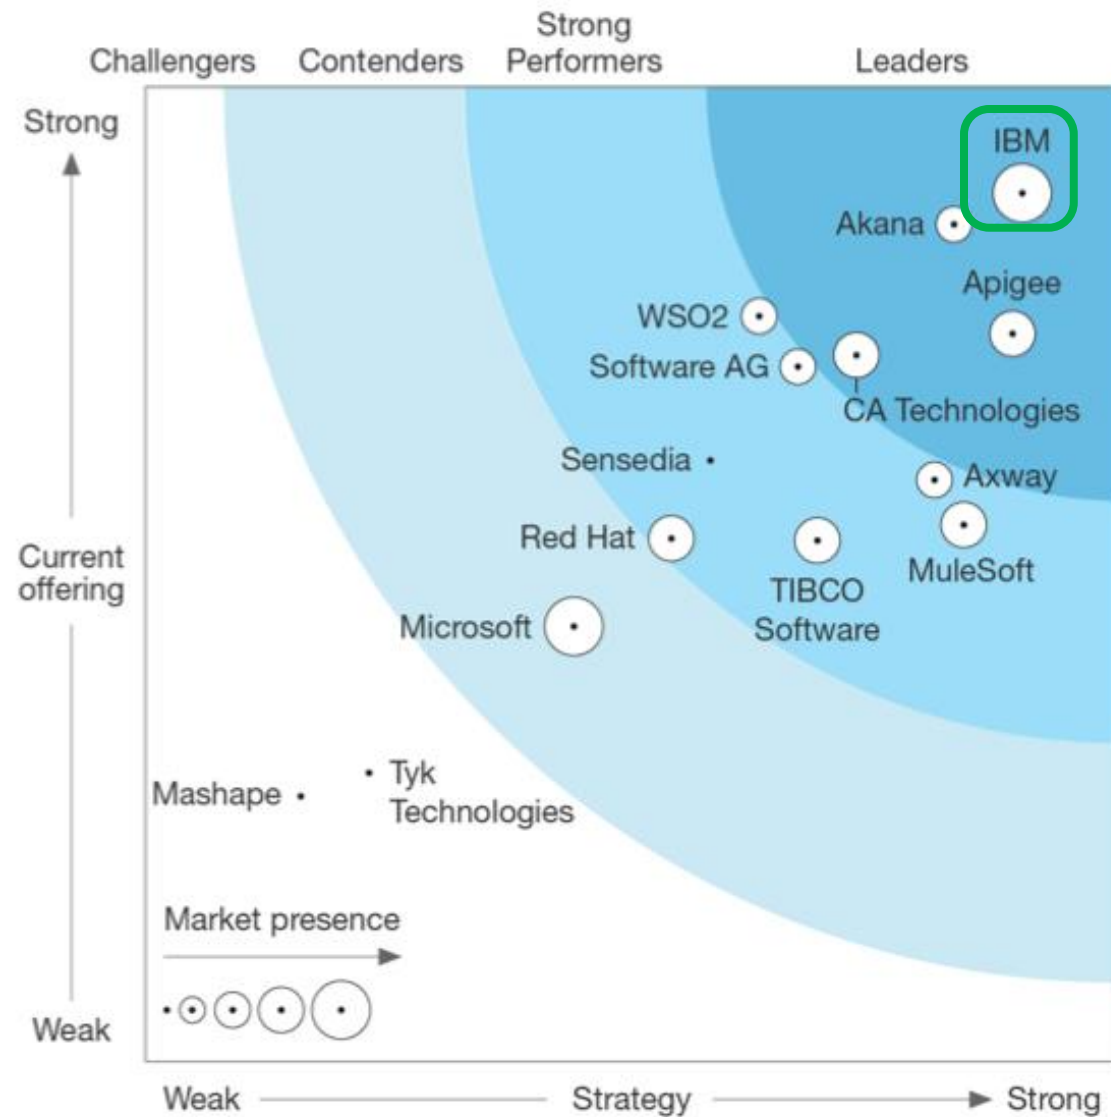 Strong
Challengers Contenders Performers Leaders
Strong
IBM
Akana
Apigee
WSO2
Software AG
CA Technologies
Sensedia
Axway
Red Hat
Current
offering
MuleSoft
TIBCO
Software
Microsoft
Tyk
Technologies
Mashape
Market presence
Weak
Weak Strategy Strong